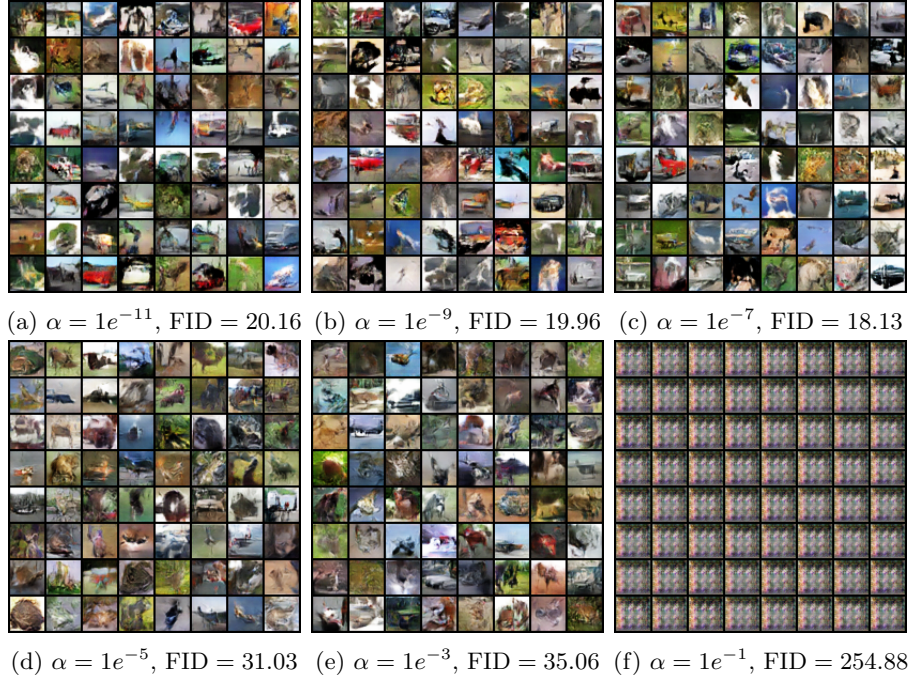 (a) α = 1e⁻¹¹, FID = 20.16 (b) α = 1e⁻⁹, FID = 19.96 (c) α = 1e⁻⁷, FID = 18.13
(d) α = 1e⁻⁵, FID = 31.03 (e) α = 1e⁻³, FID = 35.06 (f) α = 1e⁻¹, FID = 254.88